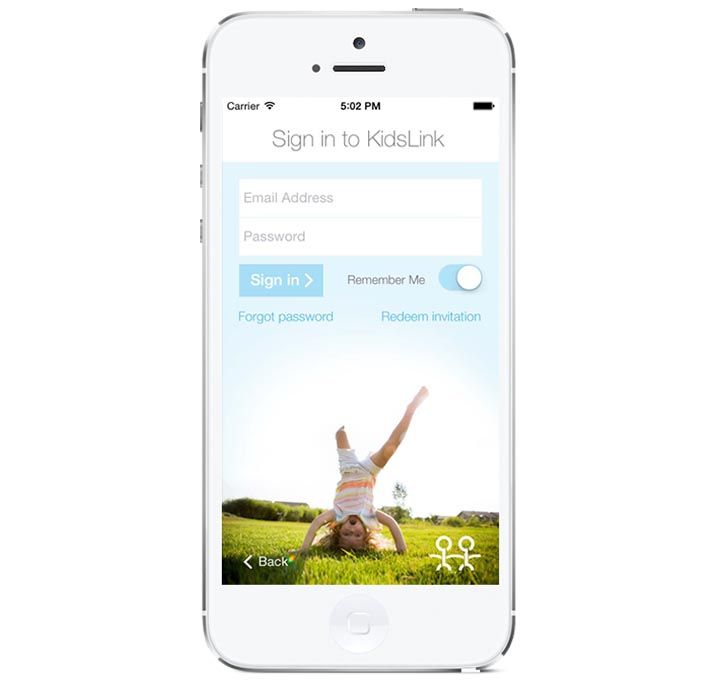 Carrier 5:02 PM
Sign in to KidsLink
Email Address
Password
Sign in > Remember Me
Forgot password Redeem invitation
< Back